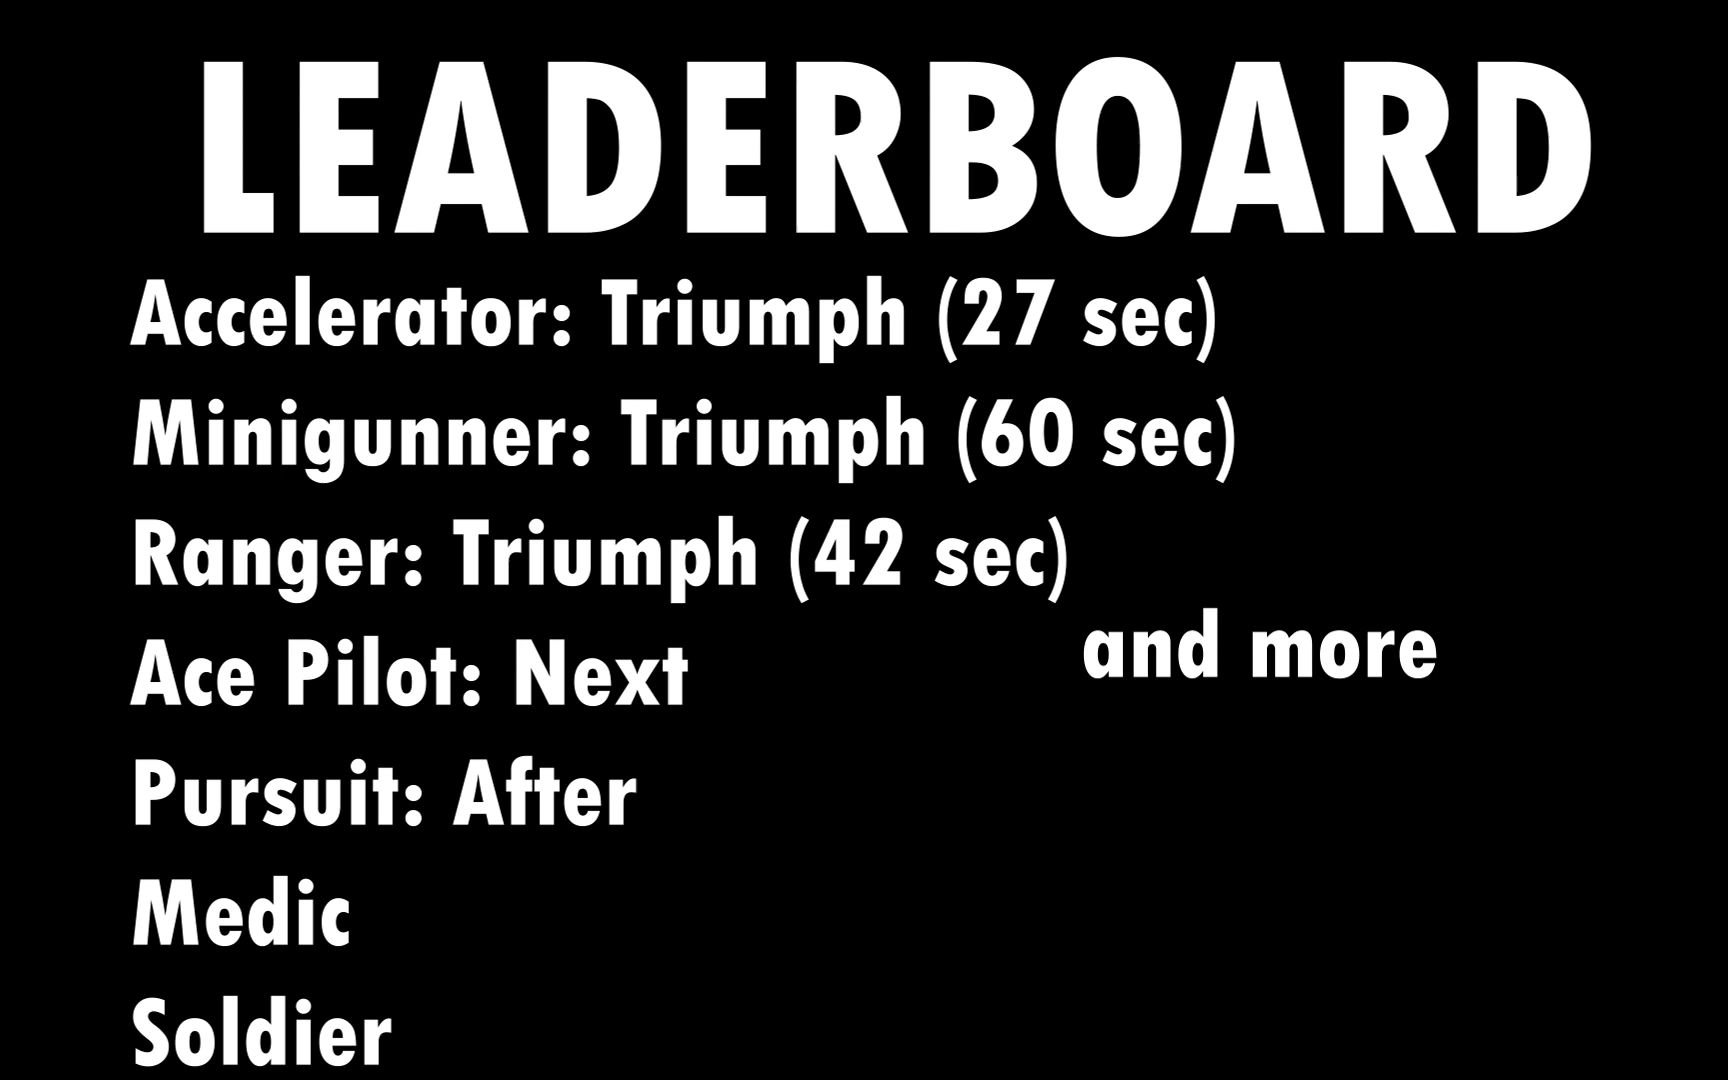 LEADERBOARD
Accelerator: Triumph (27 sec)
Minigunner: Triumph (60 sec)
Ranger: Triumph (42 sec)
and more
Ace Pilot: Next
Pursuit: After
Medic
Soldier